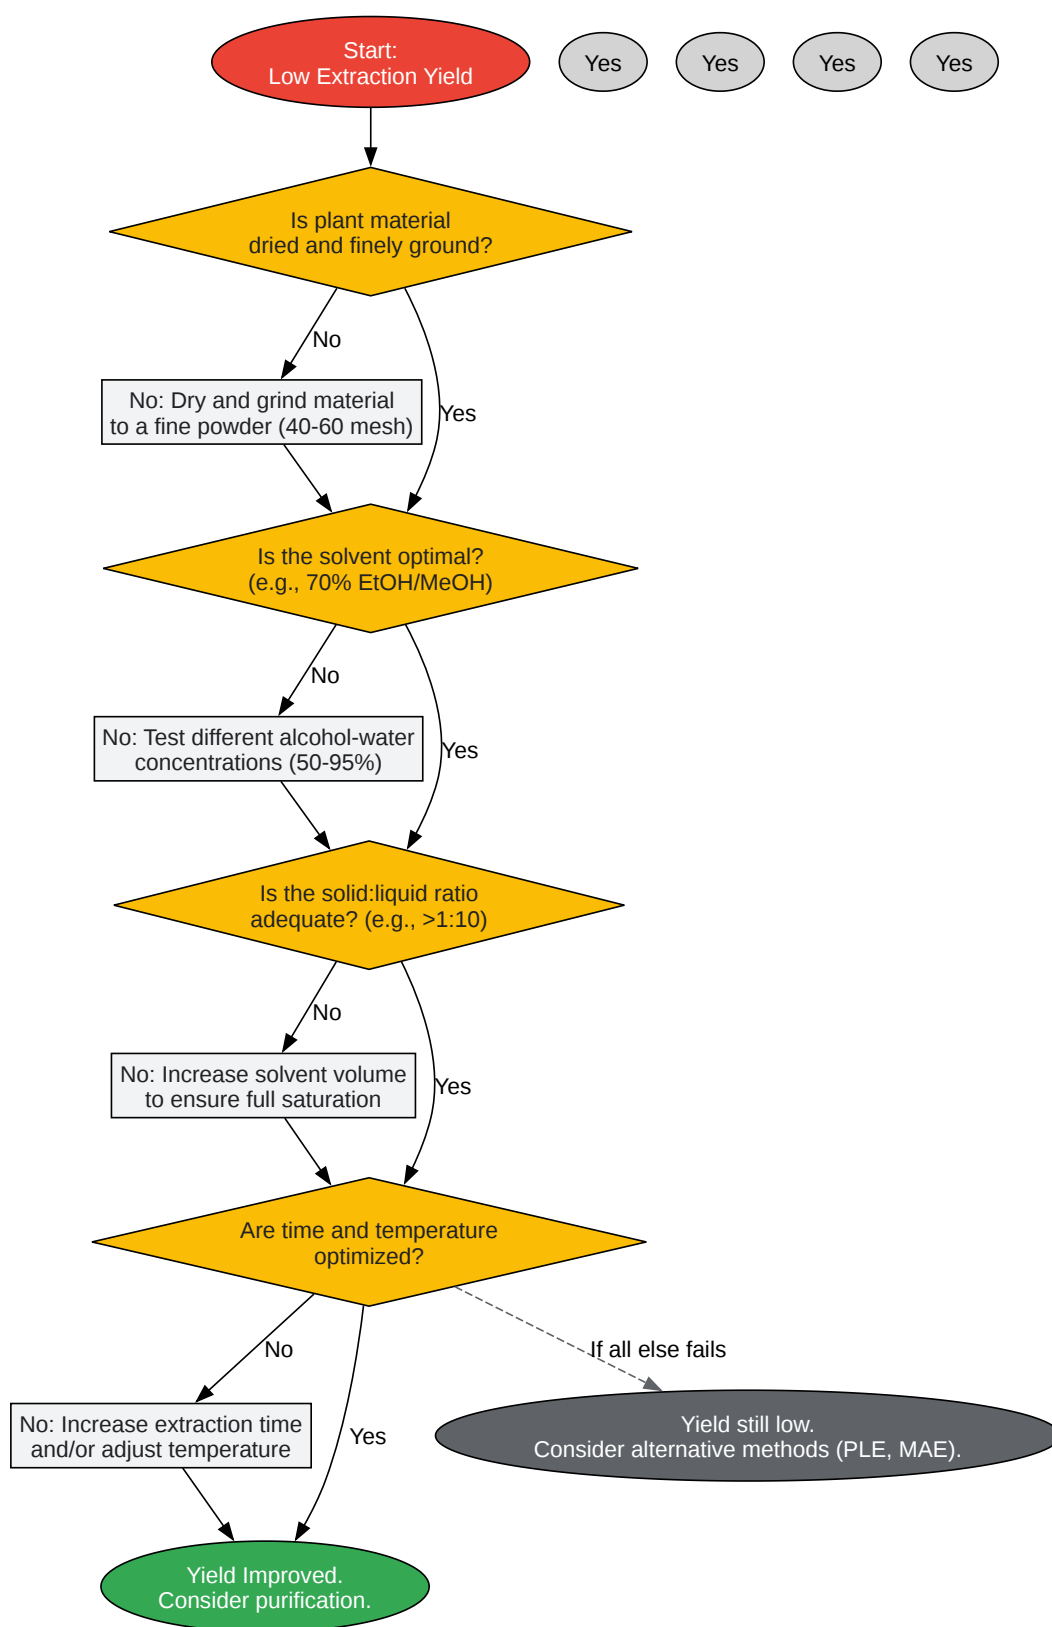 Start:
Low Extraction Yield
Yes
Yes
Yes
Yes
Is plant material
dried and finely ground?
No
No: Dry and grind material
to a fine powder (40-60 mesh)
Yes
Is the solvent optimal?
(e.g., 70% EtOH/MeOH)
No
No: Test different alcohol-water
concentrations (50-95%)
Yes
Is the solid:liquid ratio
adequate? (e.g., >1:10)
No
No: Increase solvent volume
to ensure full saturation
Yes
Are time and temperature
optimized?
No
If all else fails
No: Increase extraction time
and/or adjust temperature
Yes
Yield still low.
Consider alternative methods (PLE, MAE).
Yield Improved.
Consider purification.